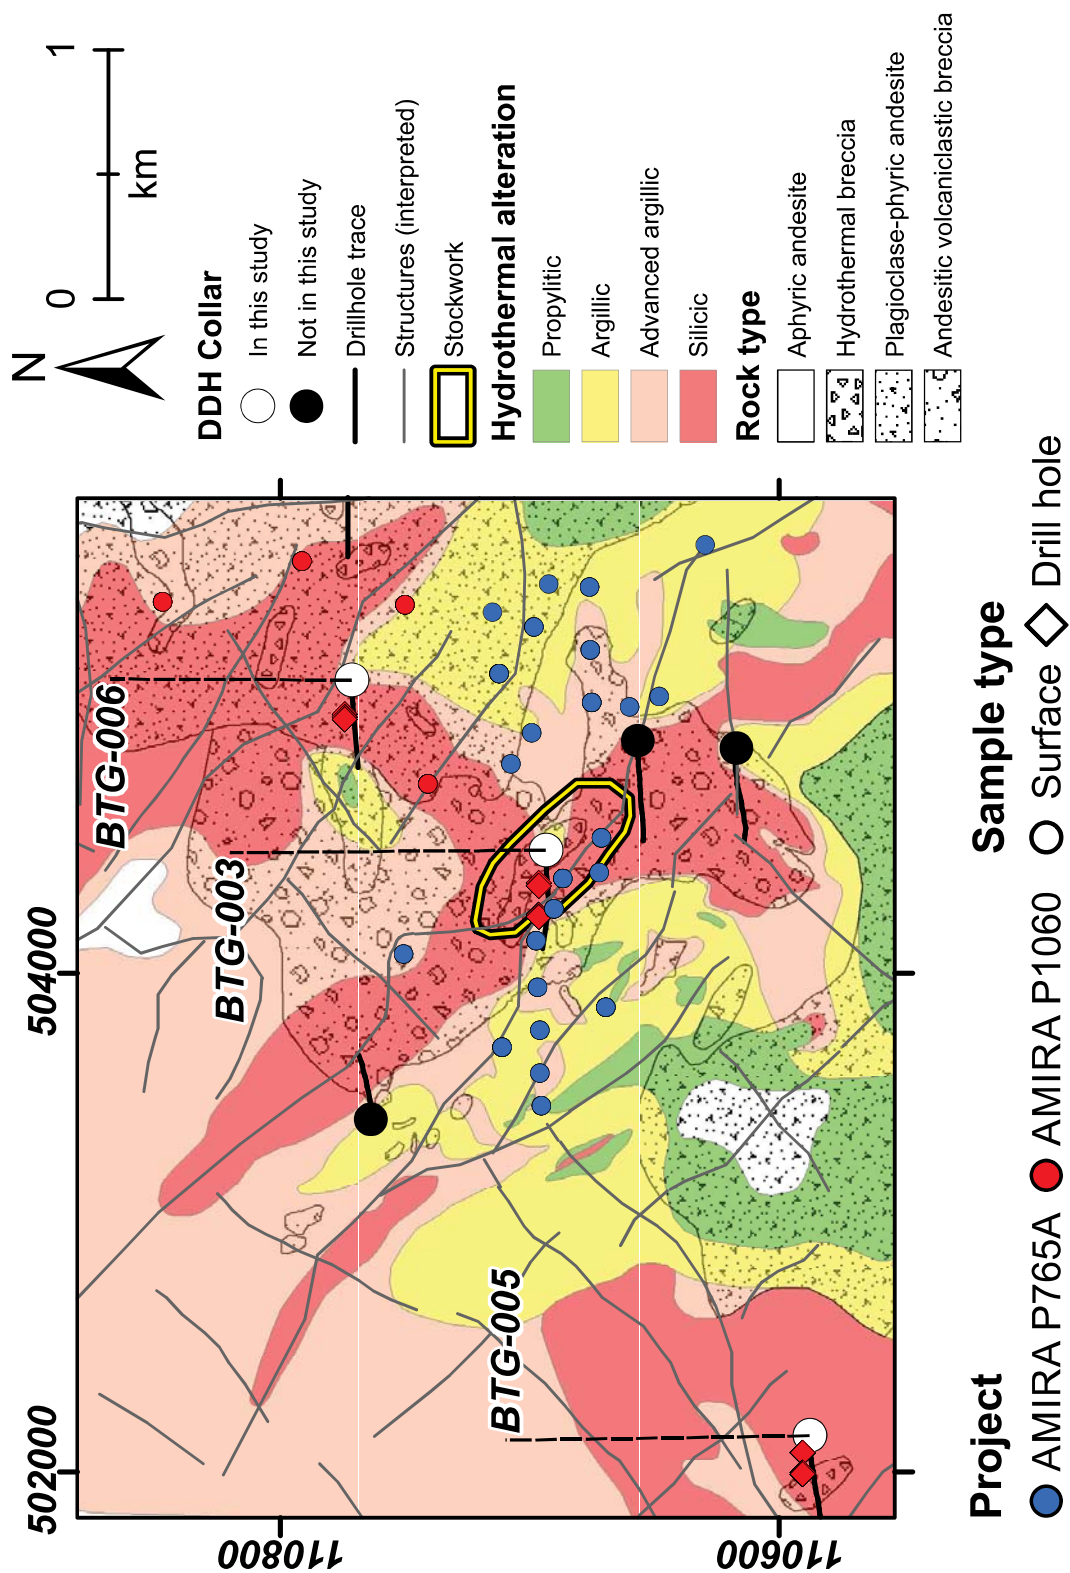 502000
504000
110800
110600
BTG-006
BTG-003
BTG-005
N
0
1
km
DDH Collar
In this study
Not in this study
Drillhole trace
Structures (interpreted)
Stockwork
Hydrothermal alteration
Propylitic
Argillic
Advanced argillic
Silicic
Rock type
Aphyric andesite
Hydrothermal breccia
Plagioclase-phyric andesite
Andesitic volcaniclastic breccia
Project
AMIRA P765A
AMIRA P1060
Sample type
Surface
Drill hole